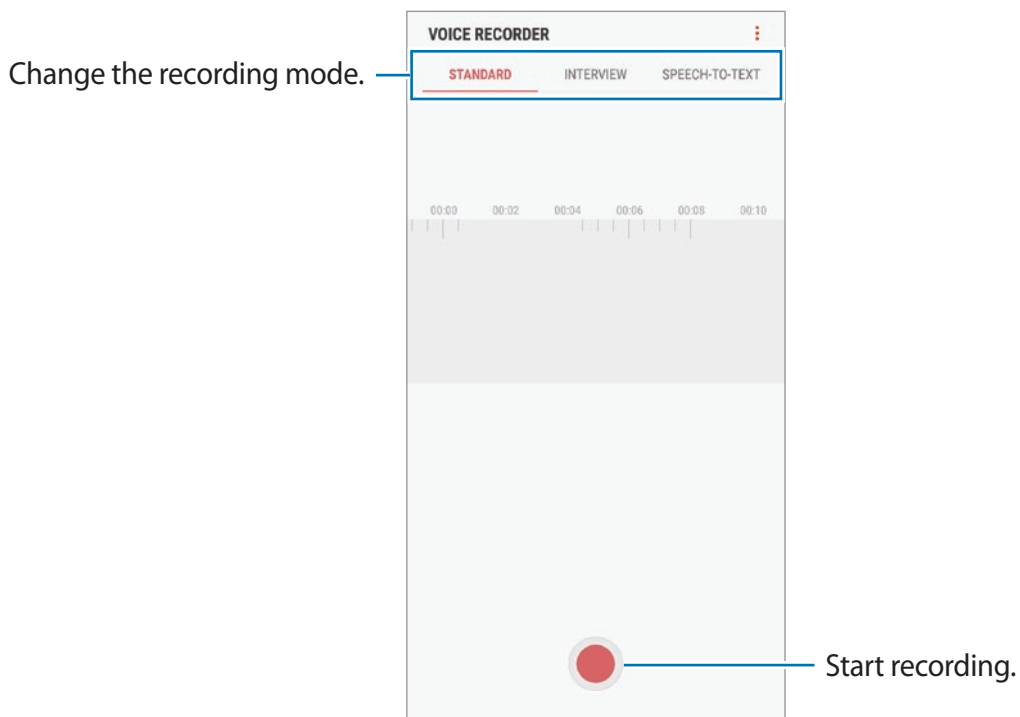 VOICE RECORDER
Change the recording mode.
STANDARD INTERVIEW SPEECH-TO-TEXT
00:00 00:02 00:04 00:06 00:08 00:10
Start recording.